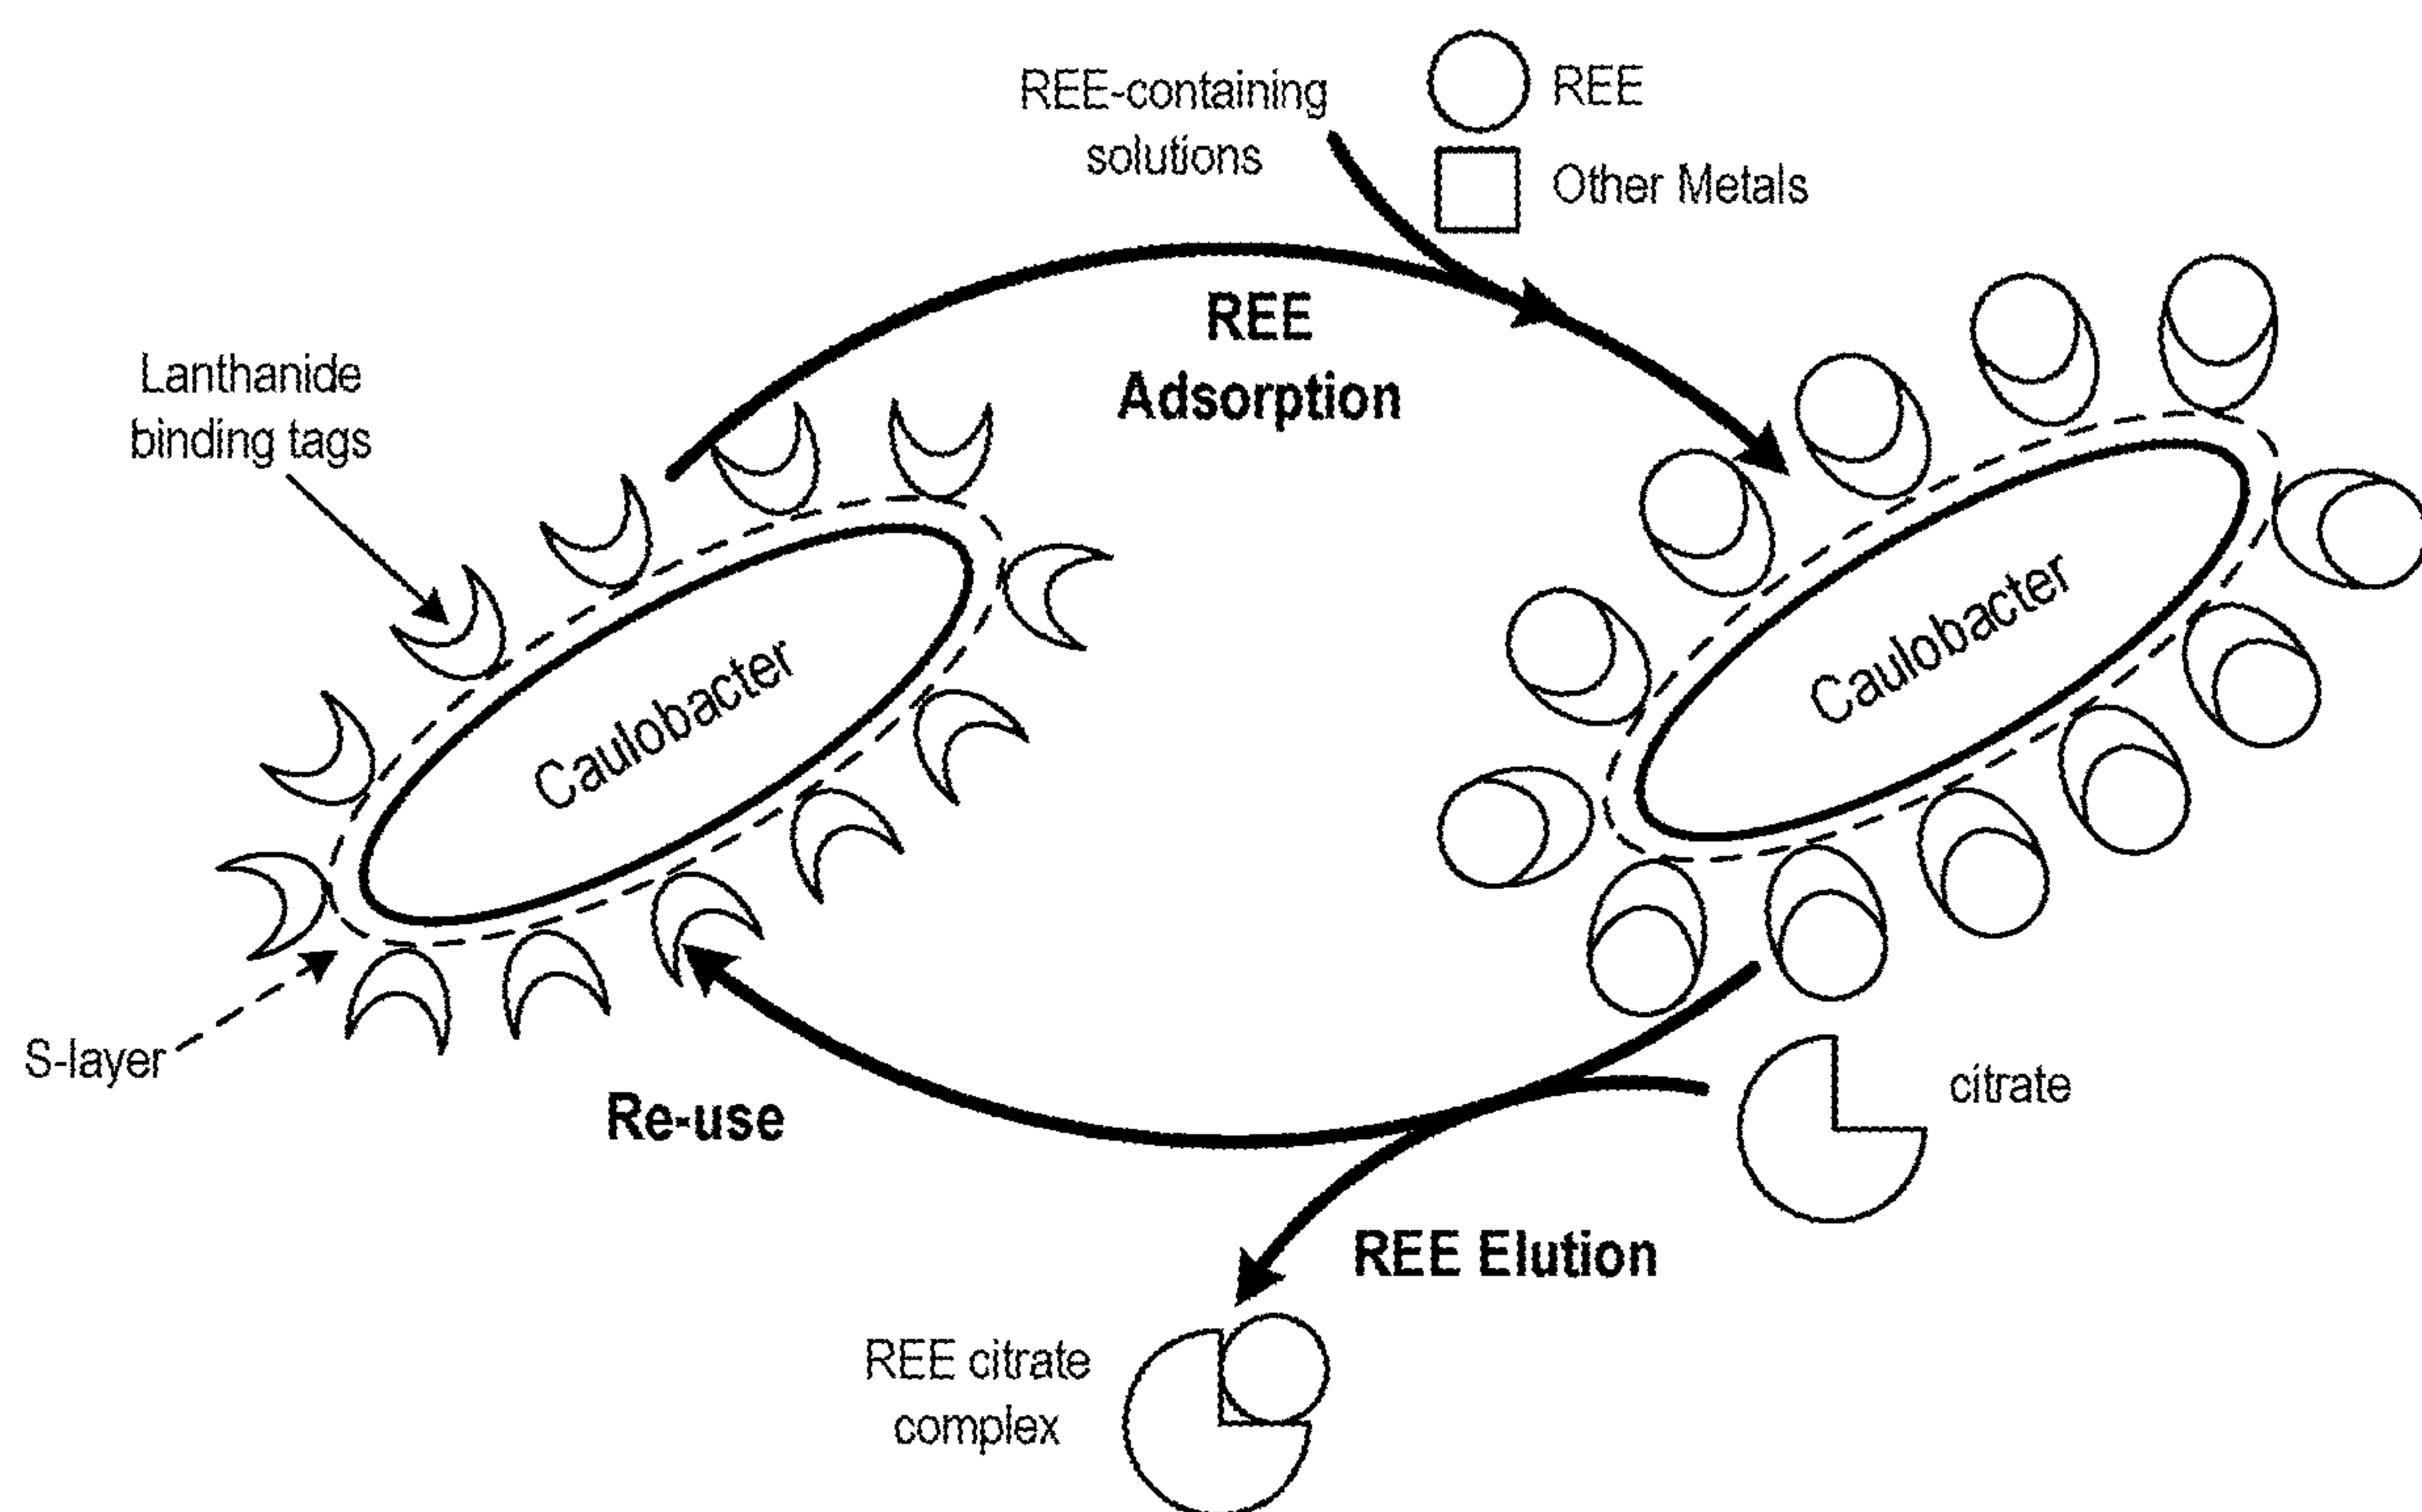 REE-containing
solutions
REE
Other Metals
REE
Adsorption
Lanthanide
binding tags
Caulobacter
Caulobacter
S-layer
Re-use
citrate
REE Elution
REE citrate
complex